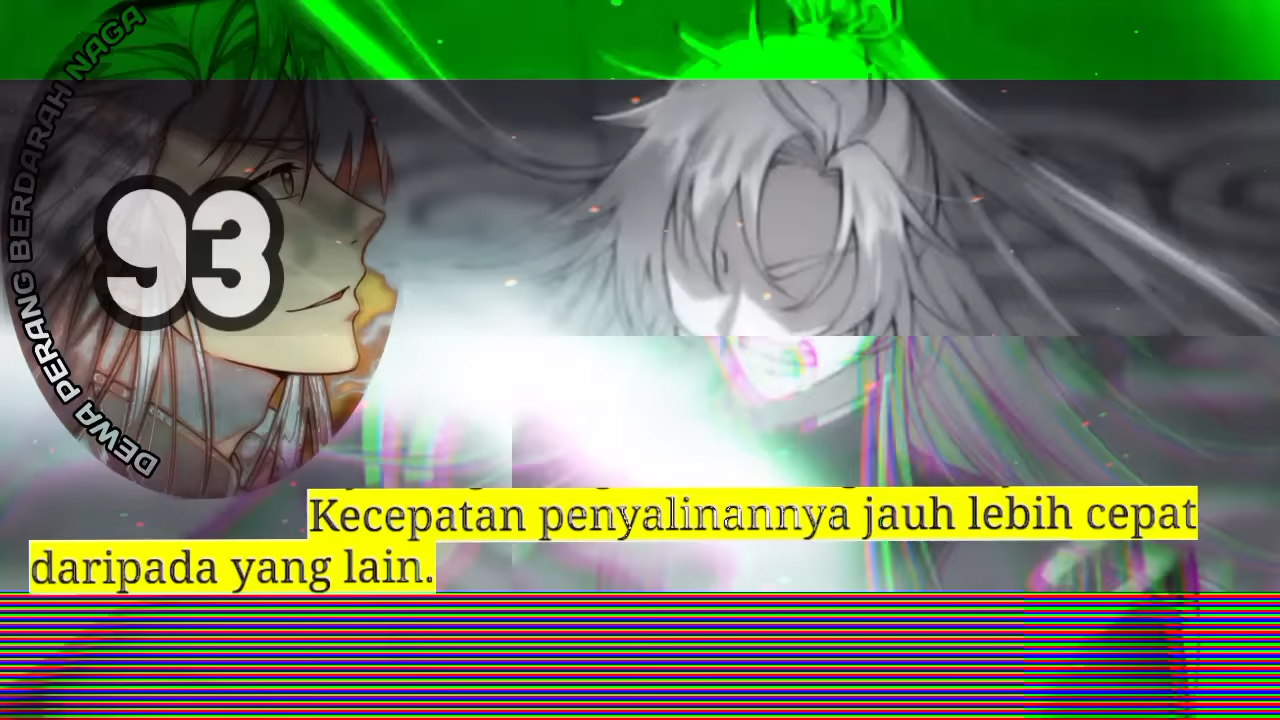 DEWA PERANG BERDARAH NAGA
93
Kecepatan penyalinannya jauh lebih cepat
daripada yang lain.